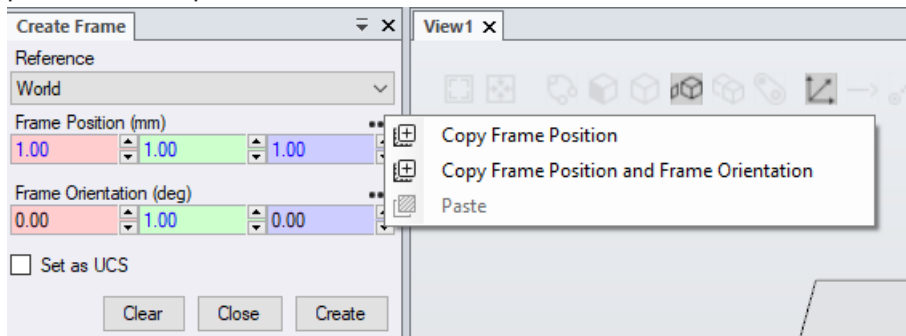 Create Frame
View1
Reference
World
Frame Position (mm)
1.00 1.00 1.00
Frame Orientation (deg)
0.00 1.00 0.00
Set as UCS
Clear Close Create
Copy Frame Position
Copy Frame Position and Frame Orientation
Paste